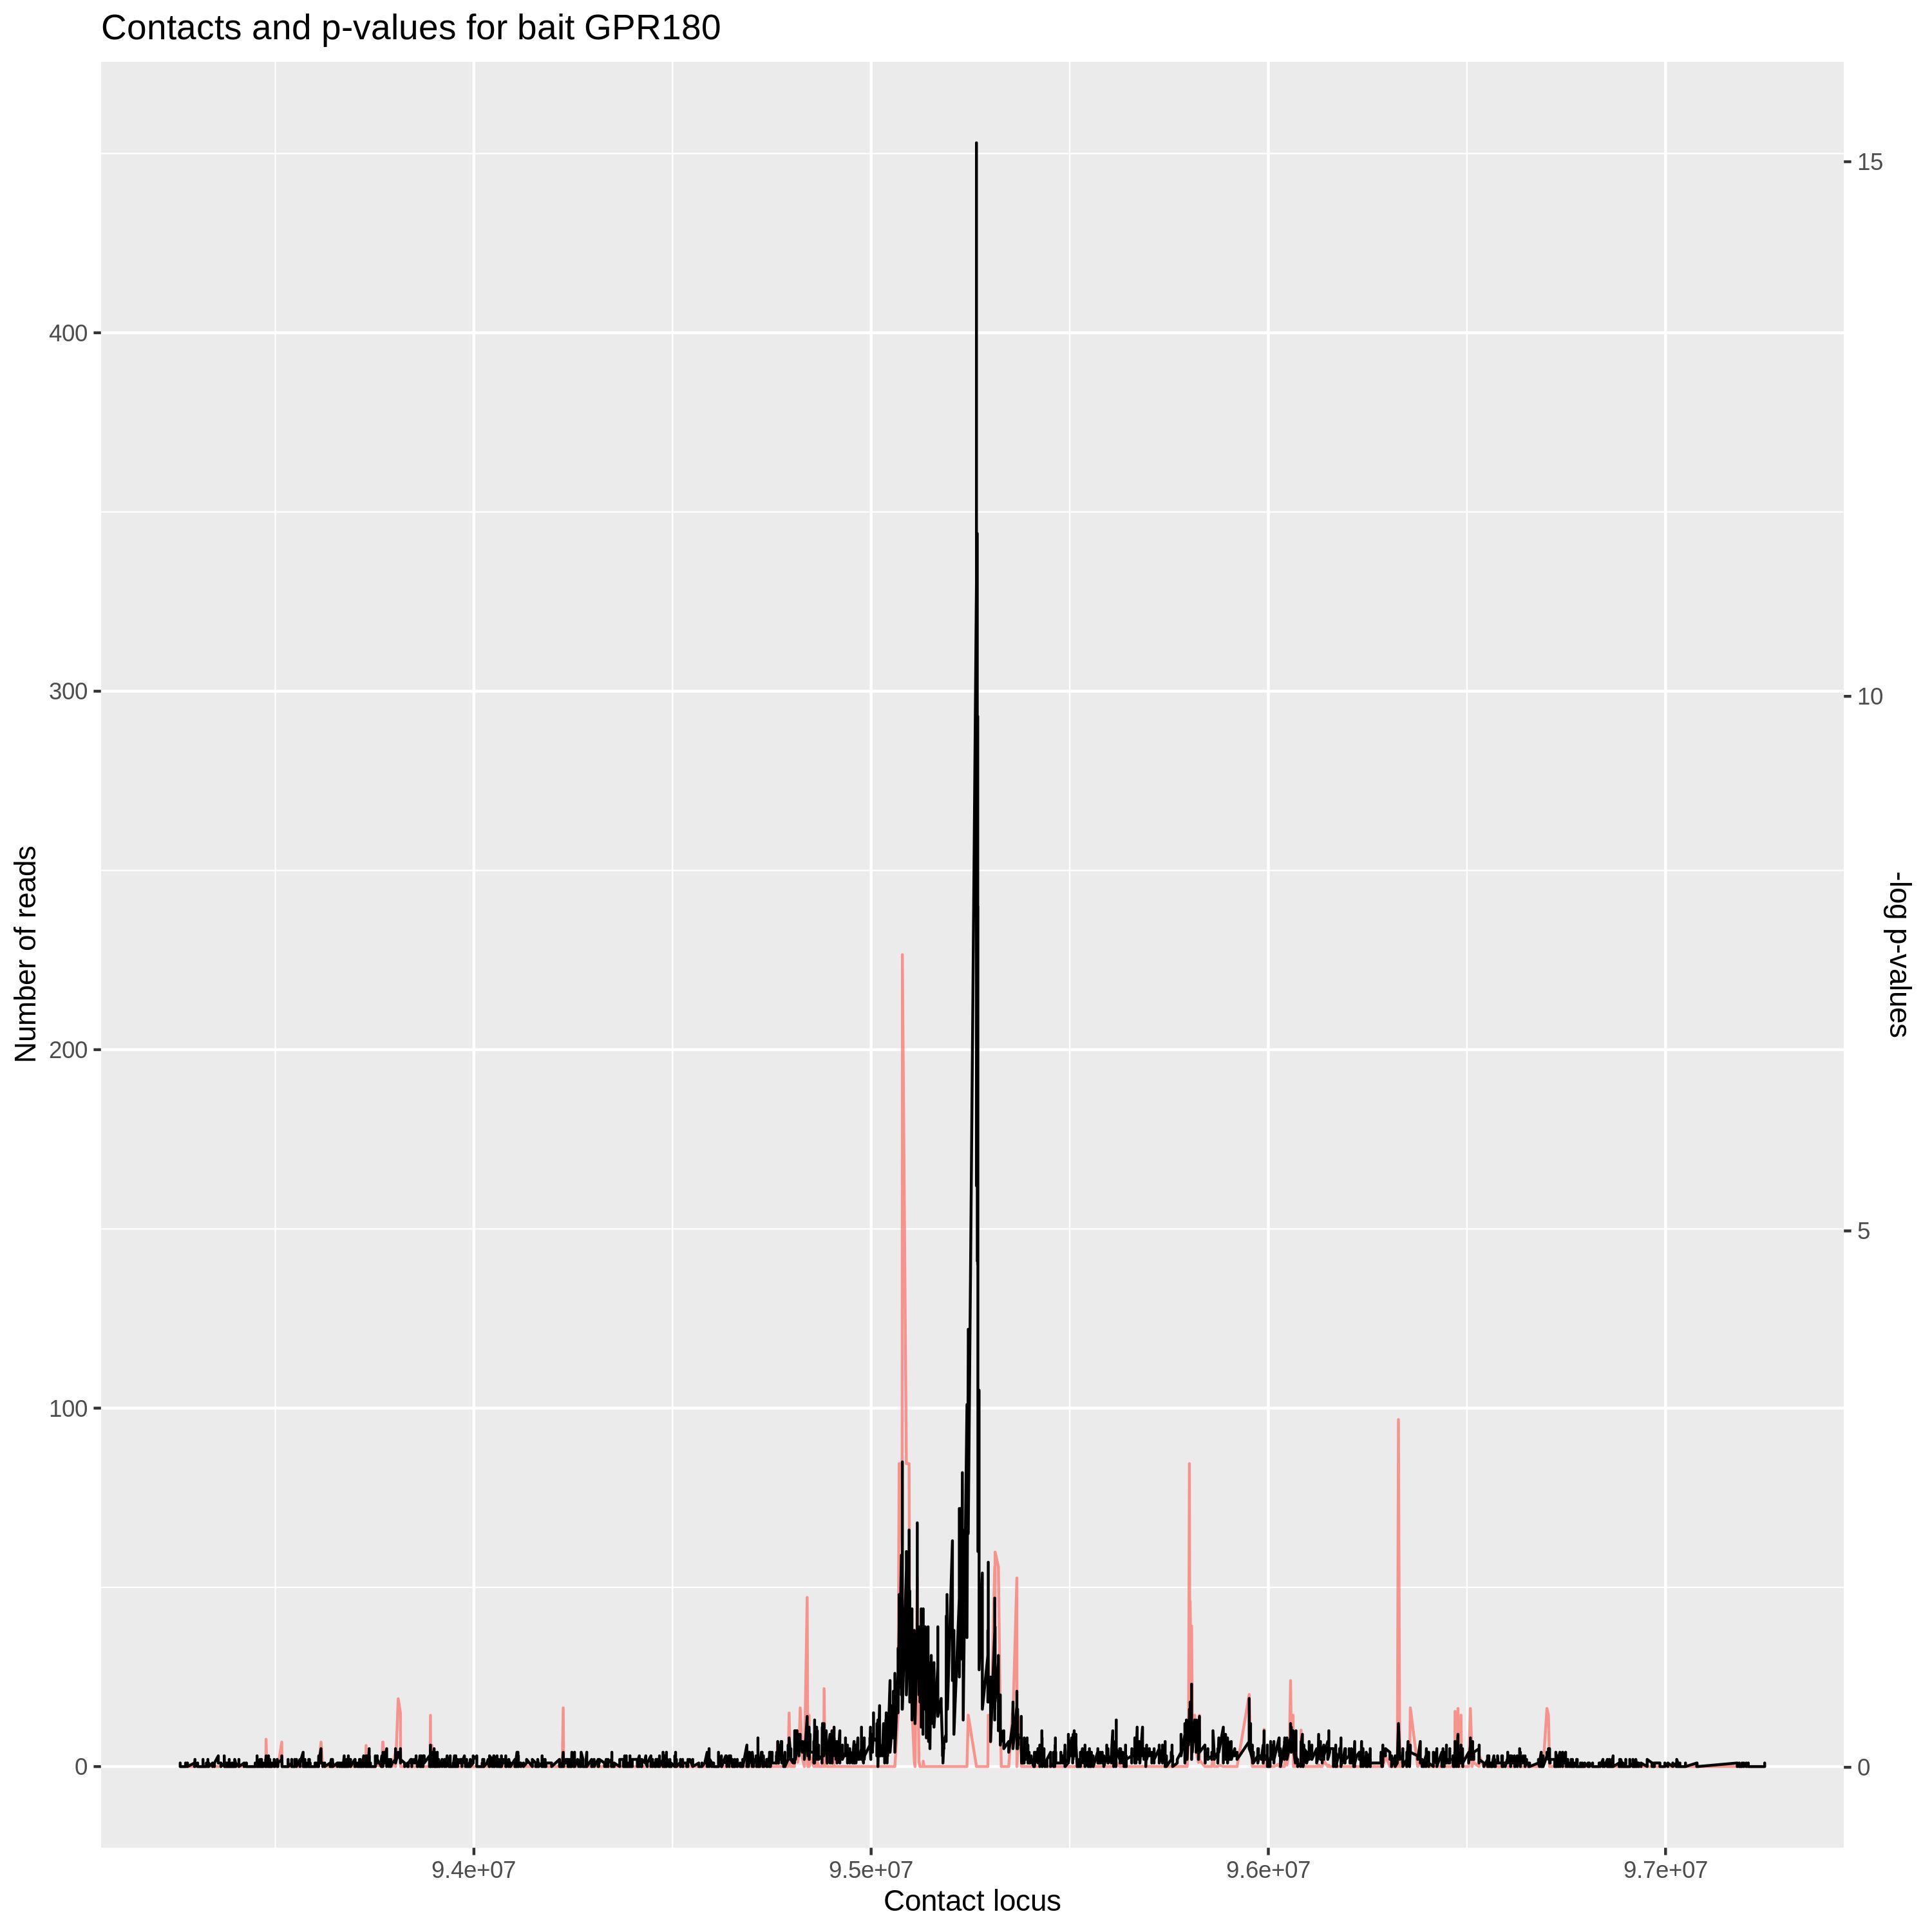 Contacts and p-values for bait GPR180
Number of reads
400
300
200
100
0
15
10
5
0
-log p-values
9.4e+07
9.5e+07
9.6e+07
9.7e+07
Contact locus